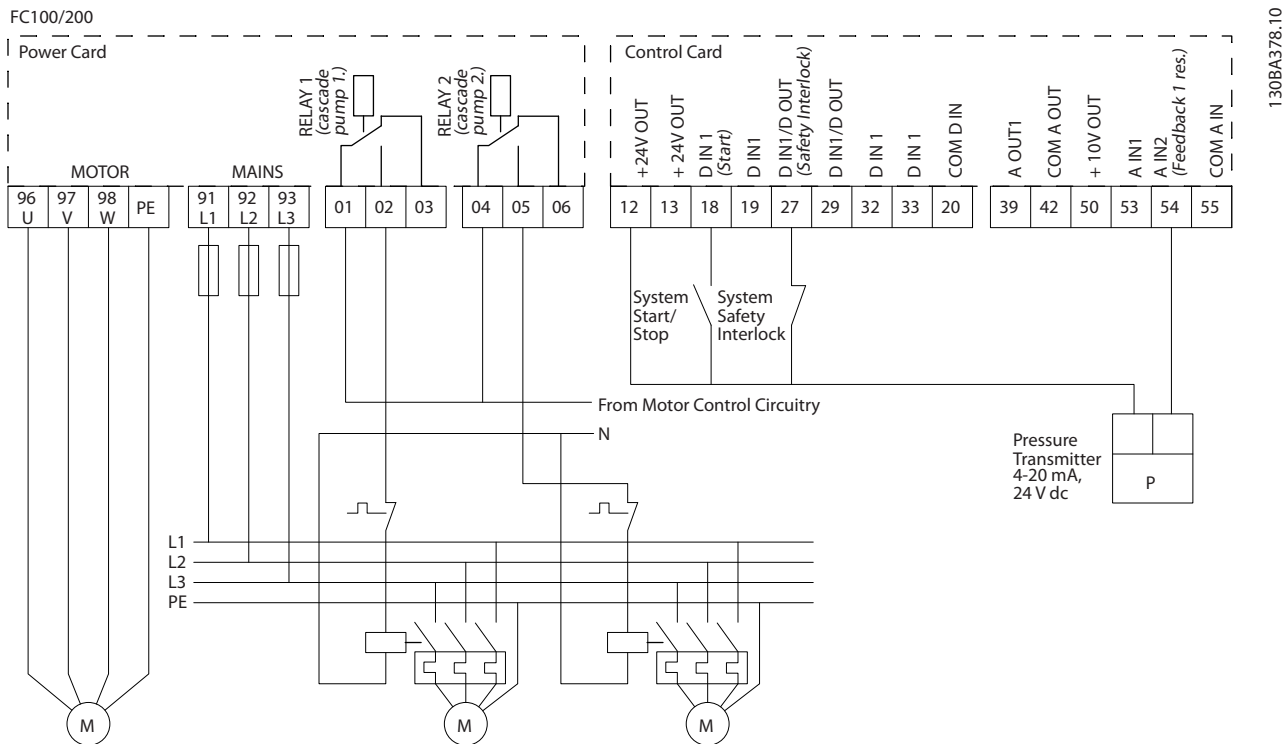 FC100/200
130BA378.10
Power Card
Control Card
RELAY 1
(cascade
pump 1.)
RELAY 2
(cascade
pump 2.)
+24V OUT
+ 24V OUT
D IN 1
(Start)
D IN1
D IN1/D OUT
(Safety Interlock)
D IN1/D OUT
D IN 1
D IN 1
COM D IN
A OUT1
COM A OUT
+ 10V OUT
A IN1
A IN2
(Feedback 1 res.)
COM A IN
MOTOR
MAINS
96 97 98 PE
U V W
91 92 93
L1 L2 L3
01 02 03
04 05 06
12 13 18 19 27 29 32 33 20
39 42 50 53 54 55
System
Start/
Stop
System
Safety
Interlock
From Motor Control Circuitry
N
Pressure
Transmitter
4-20 mA,
24 V dc
P
L1
L2
L3
PE
M
M
M